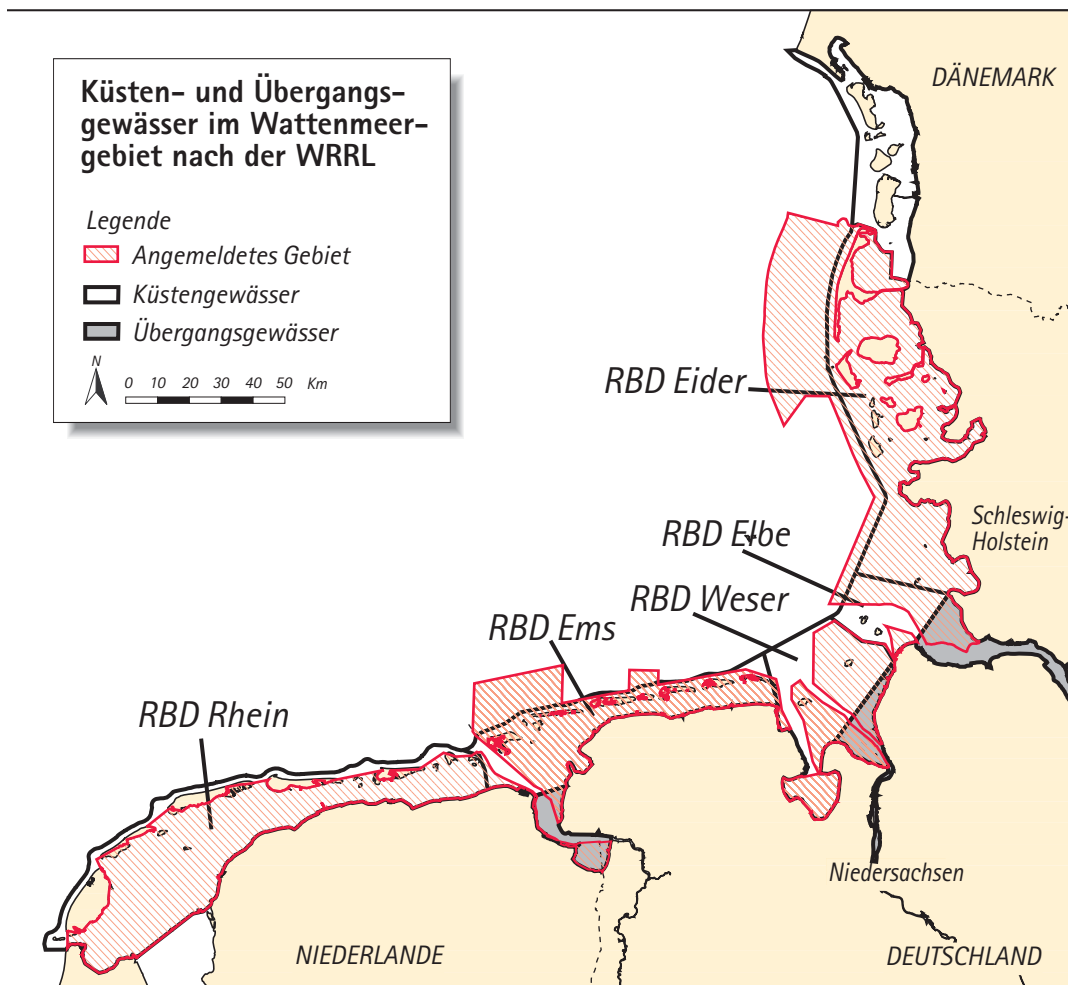 Küsten- und Übergangs-
gewässer im Wattenmeer-
gebiet nach der WRRL
Legende
Angemeldetes Gebiet
Küstengewässer
Übergangsgewässer
N
0 10 20 30 40 50 Km
DÄNEMARK
RBD Eider
Schleswig-
Holstein
RBD Elbe
RBD Weser
RBD Ems
RBD Rhein
Niedersachsen
NIEDERLANDE
DEUTSCHLAND